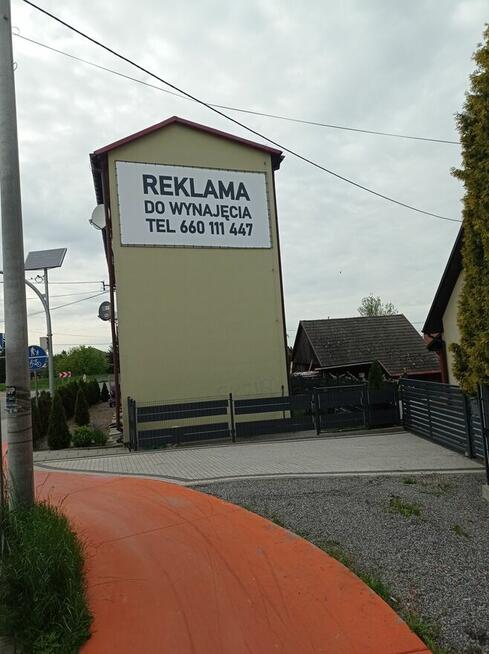 REKLAMA
DO WYNAJĘCIA
TEL 660 111 447